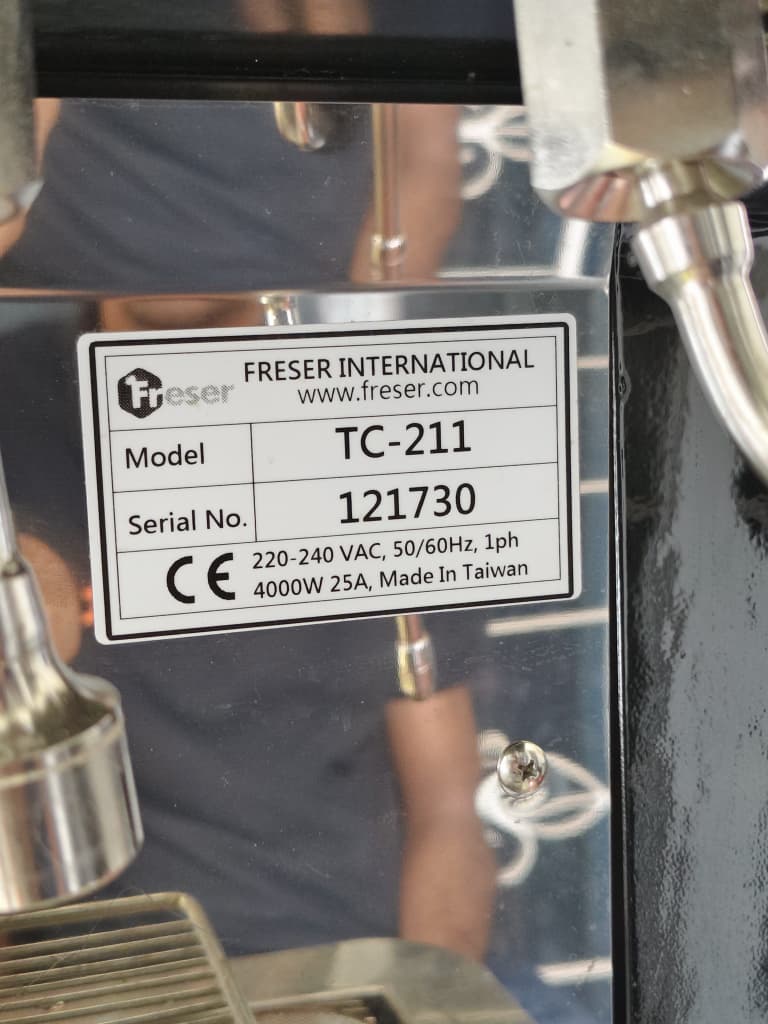 Freser
FRESER INTERNATIONAL
www.freser.com
Model
TC-211
Serial No.
121730
CE
220-240 VAC, 50/60Hz, 1ph
4000W 25A, Made In Taiwan